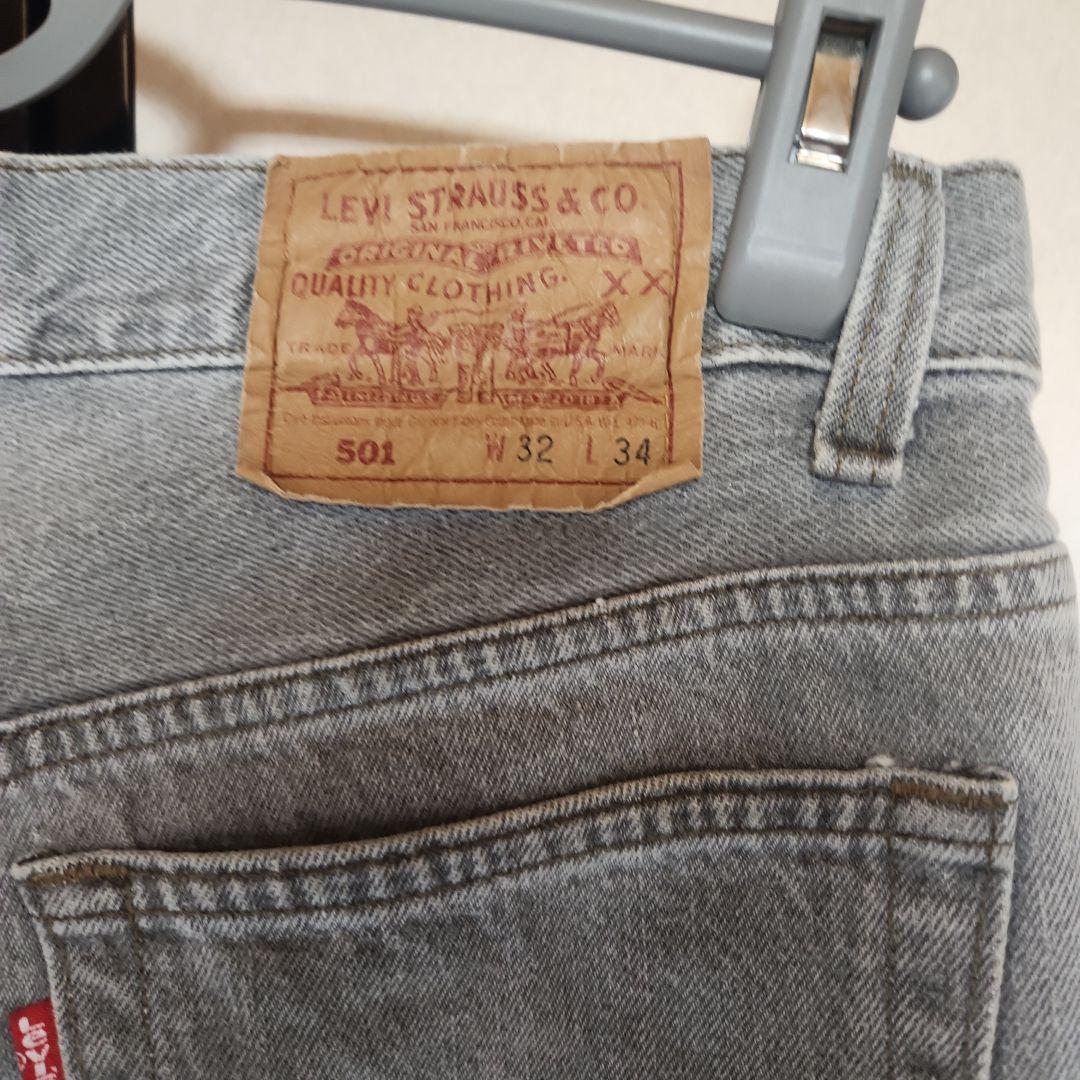 LEVI STRAUSS & CO.
SAN FRANCISCO, CAL
ORIGINAL RIVETED
QUALITY CLOTHING. XX
TRADE MARK
501 W 32 L 34